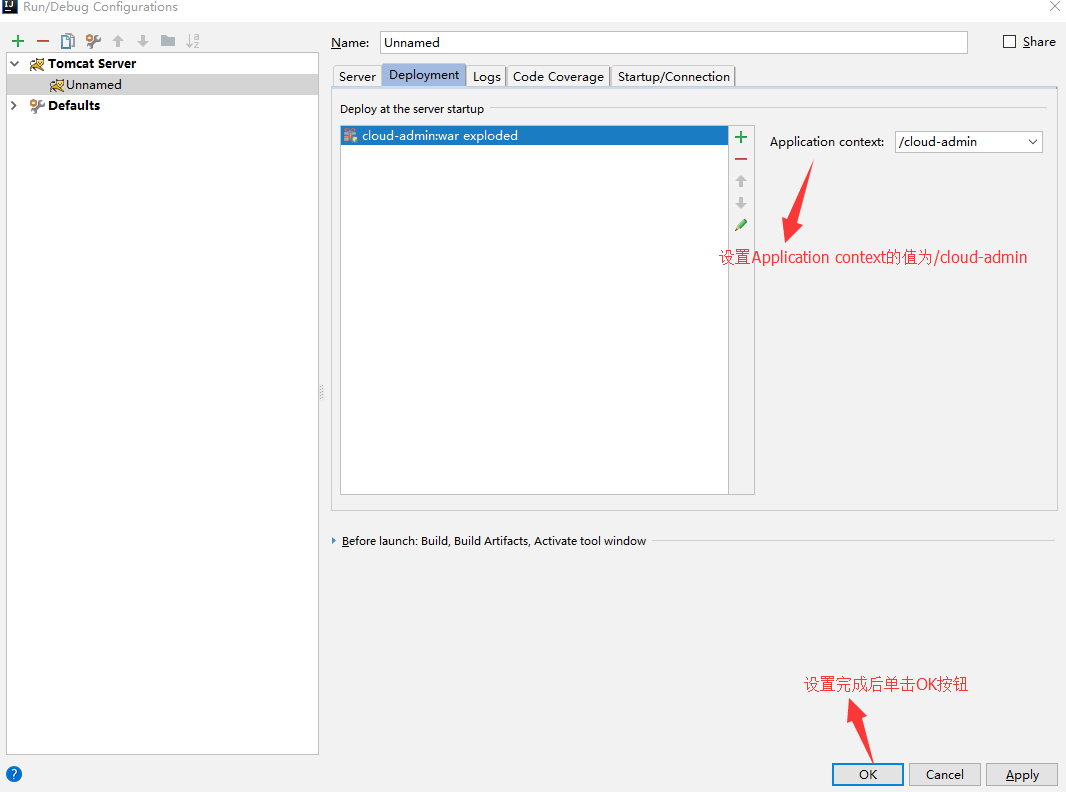 IJ Run/Debug Configurations
Name: Unnamed Share
Tomcat Server
Unnamed
Defaults
Server Deployment Logs Code Coverage Startup/Connection
Deploy at the server startup
cloud-admin:war exploded
Application context: /cloud-admin
设置Application context的值为/cloud-admin
Before launch: Build, Build Artifacts, Activate tool window
设置完成后单击OK按钮
? OK Cancel Apply